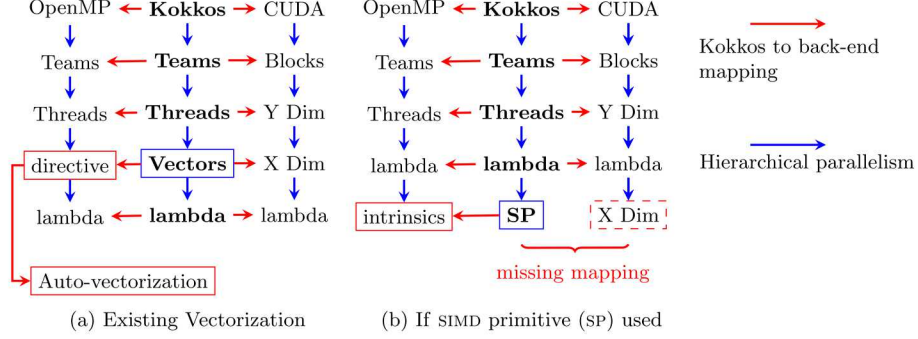 OpenMP Kokkos CUDA
Teams Teams Blocks
Threads Threads Y Dim
directive Vectors X Dim
lambda lambda lambda
Auto-vectorization
(a) Existing Vectorization
OpenMP Kokkos CUDA
Teams Teams Blocks
Threads Threads Y Dim
lambda lambda lambda
intrinsics SP X Dim
missing mapping
(b) If SIMD primitive (SP) used
Kokkos to back-end
mapping
Hierarchical parallelism